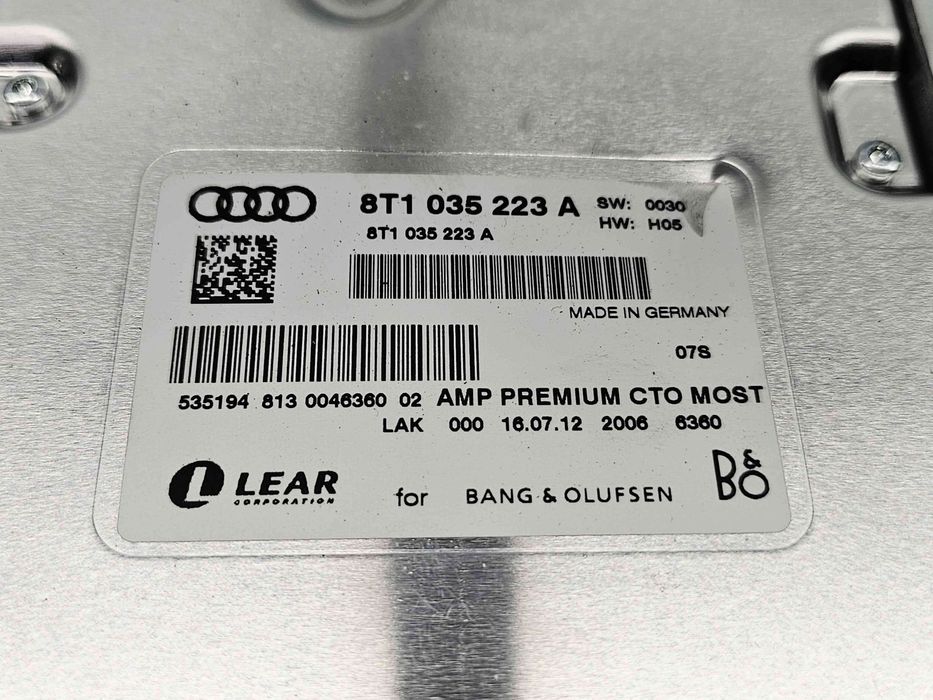 8T1 035 223 A SW: 0030
8T1 035 223 A HW: H05
MADE IN GERMANY
07S
535194 813 0046360 02 AMP PREMIUM CTO MOST
LAK 000 16.07.12 2006 6360
LEAR
CORPORATION
for BANG & OLUFSEN B&O